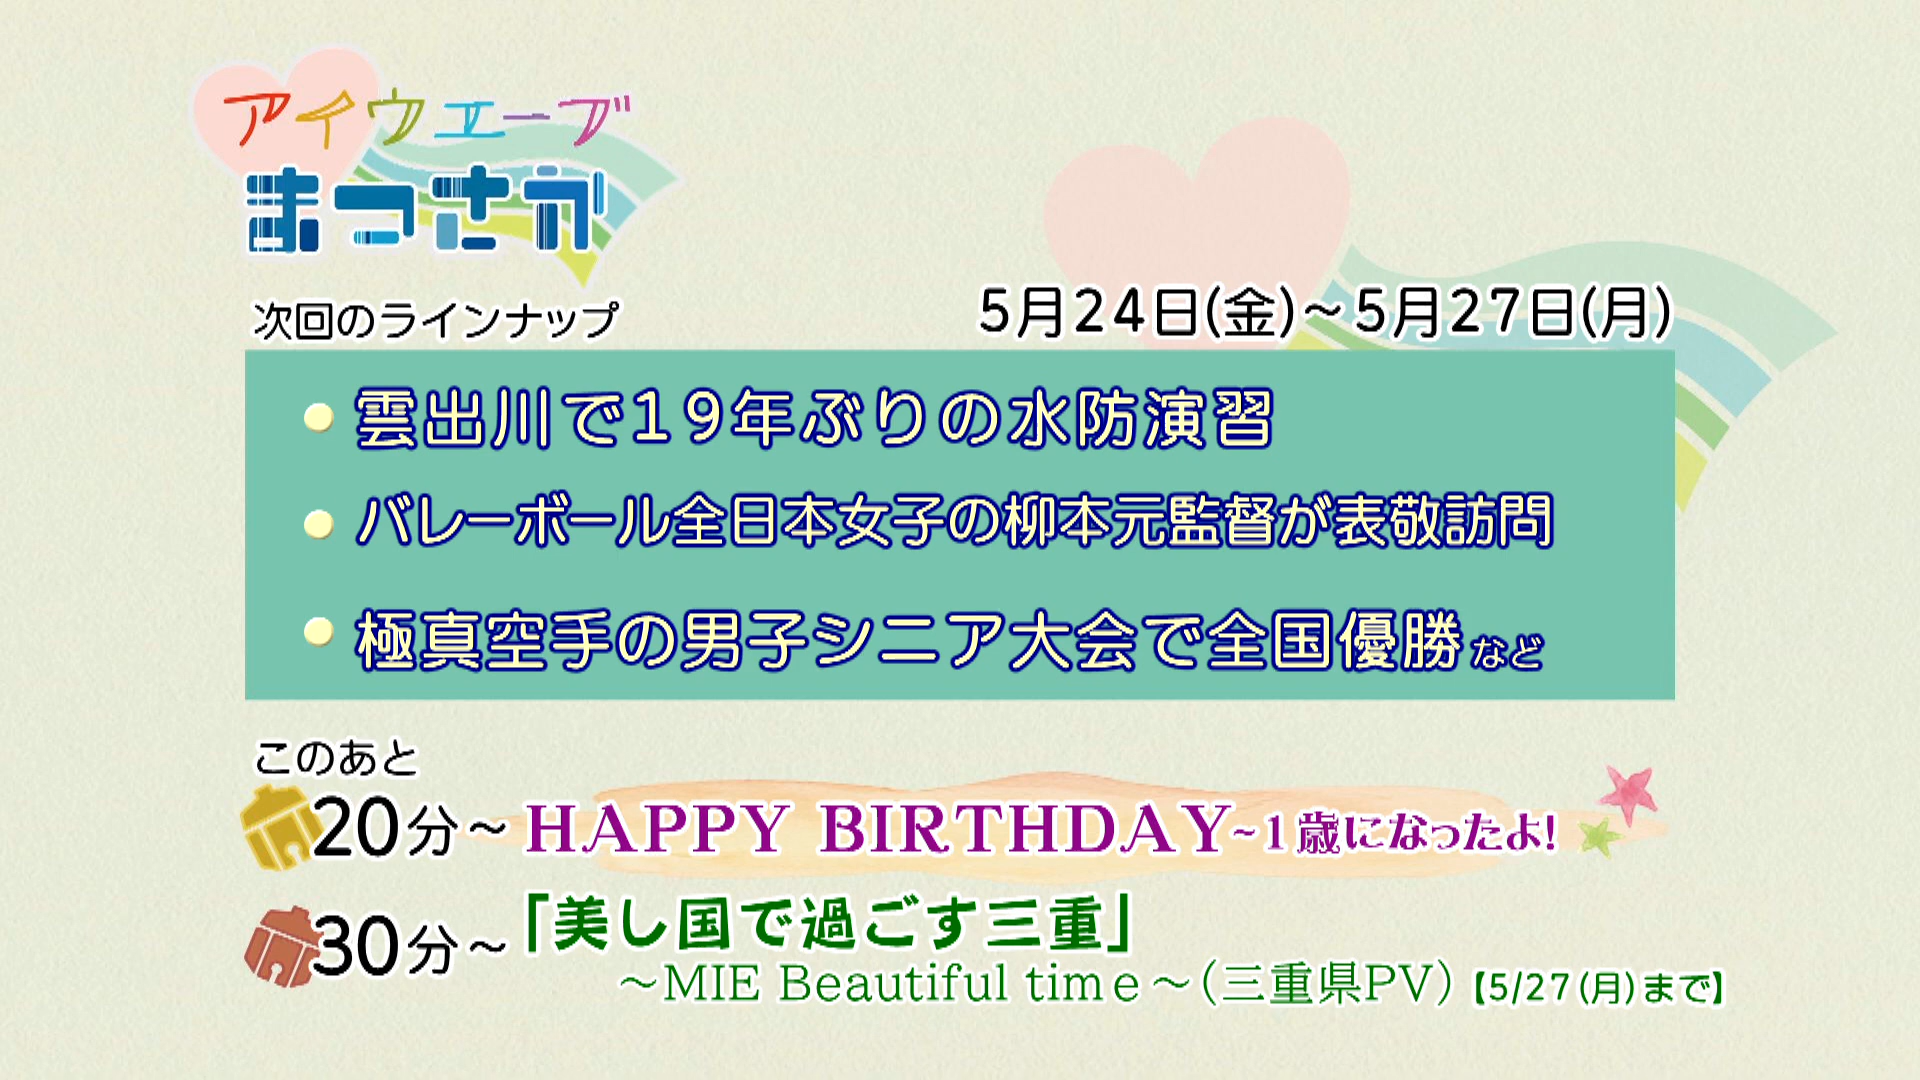 アイウエーブ
まつさか
次回のラインナップ
5月24日(金)~5月27日(月)
雲出川で19年ぶりの水防演習
バレーボール全日本女子の柳本元監督が表敬訪問
極真空手の男子シニア大会で全国優勝など
このあと
20分~HAPPY BIRTHDAY~1歳になったよ!
30分~「美し国で過ごす三重」
~MIE Beautiful time~(三重県PV)【5/27(月)まで】